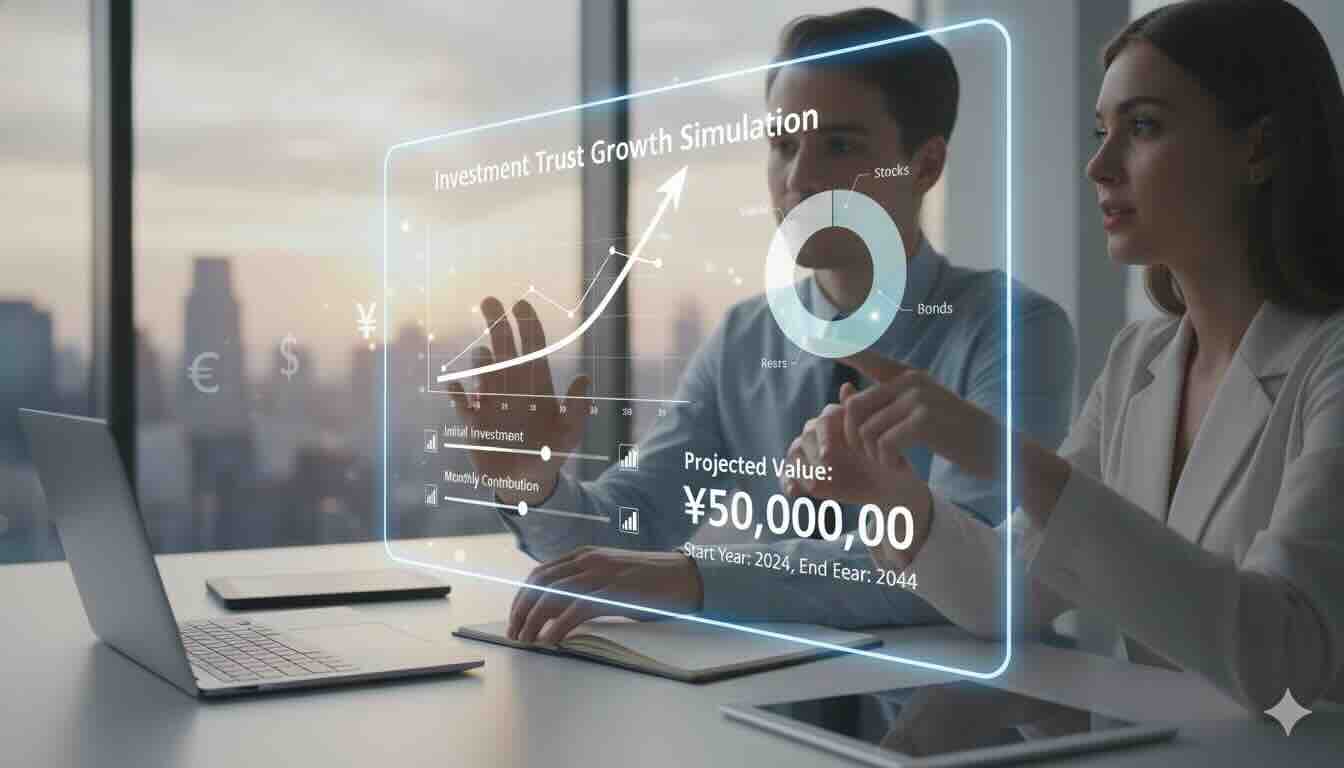 Investment Trust Growth Simulation
Stocks
Bonds
Resrs
€
$
¥
Initial Investment
Monthly Contribution
Projected Value:
¥50,000,00
Start Year: 2024, End Eear: 2044